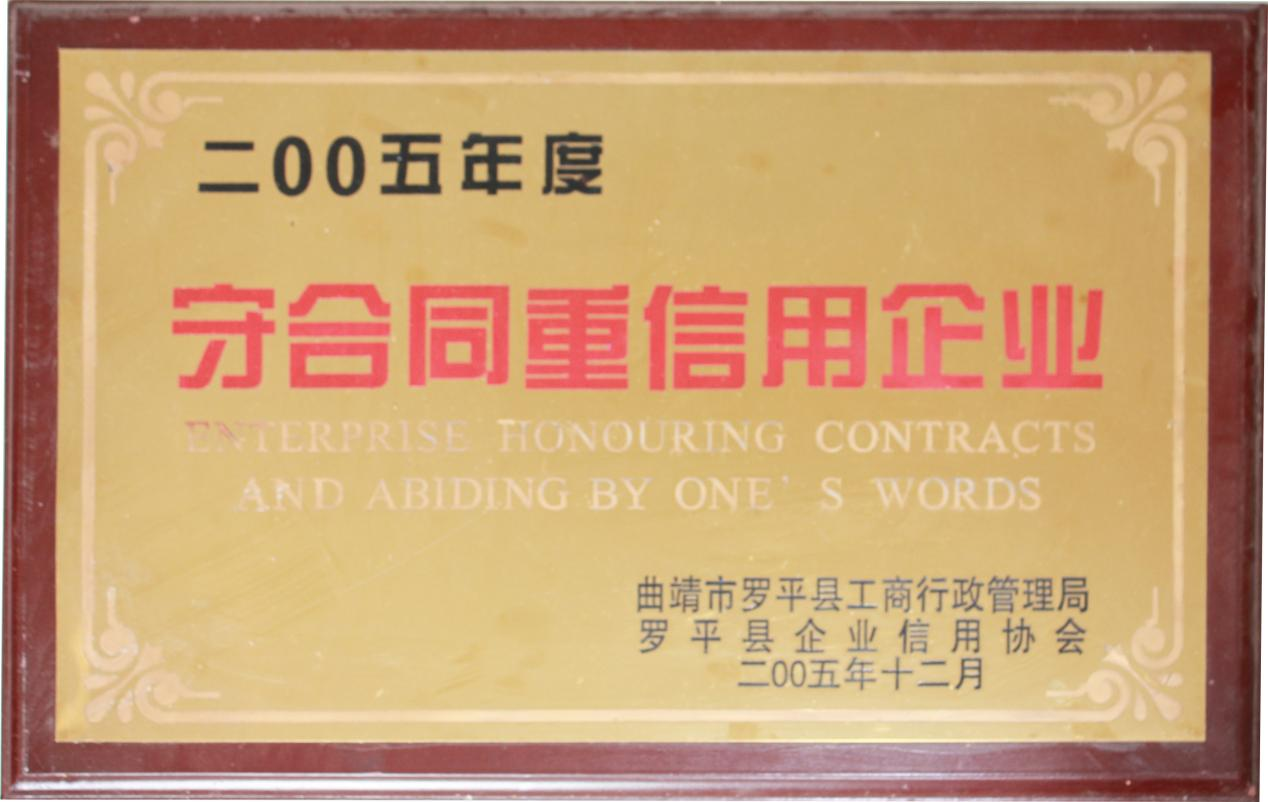 二00五年度
守合同重信用企业
ENTERPRISE HONOURING CONTRACTS
AND ABIDING BY ONE' S WORDS
曲靖市罗平县工商行政管理局
罗平县企业信用协会
二00五年十二月